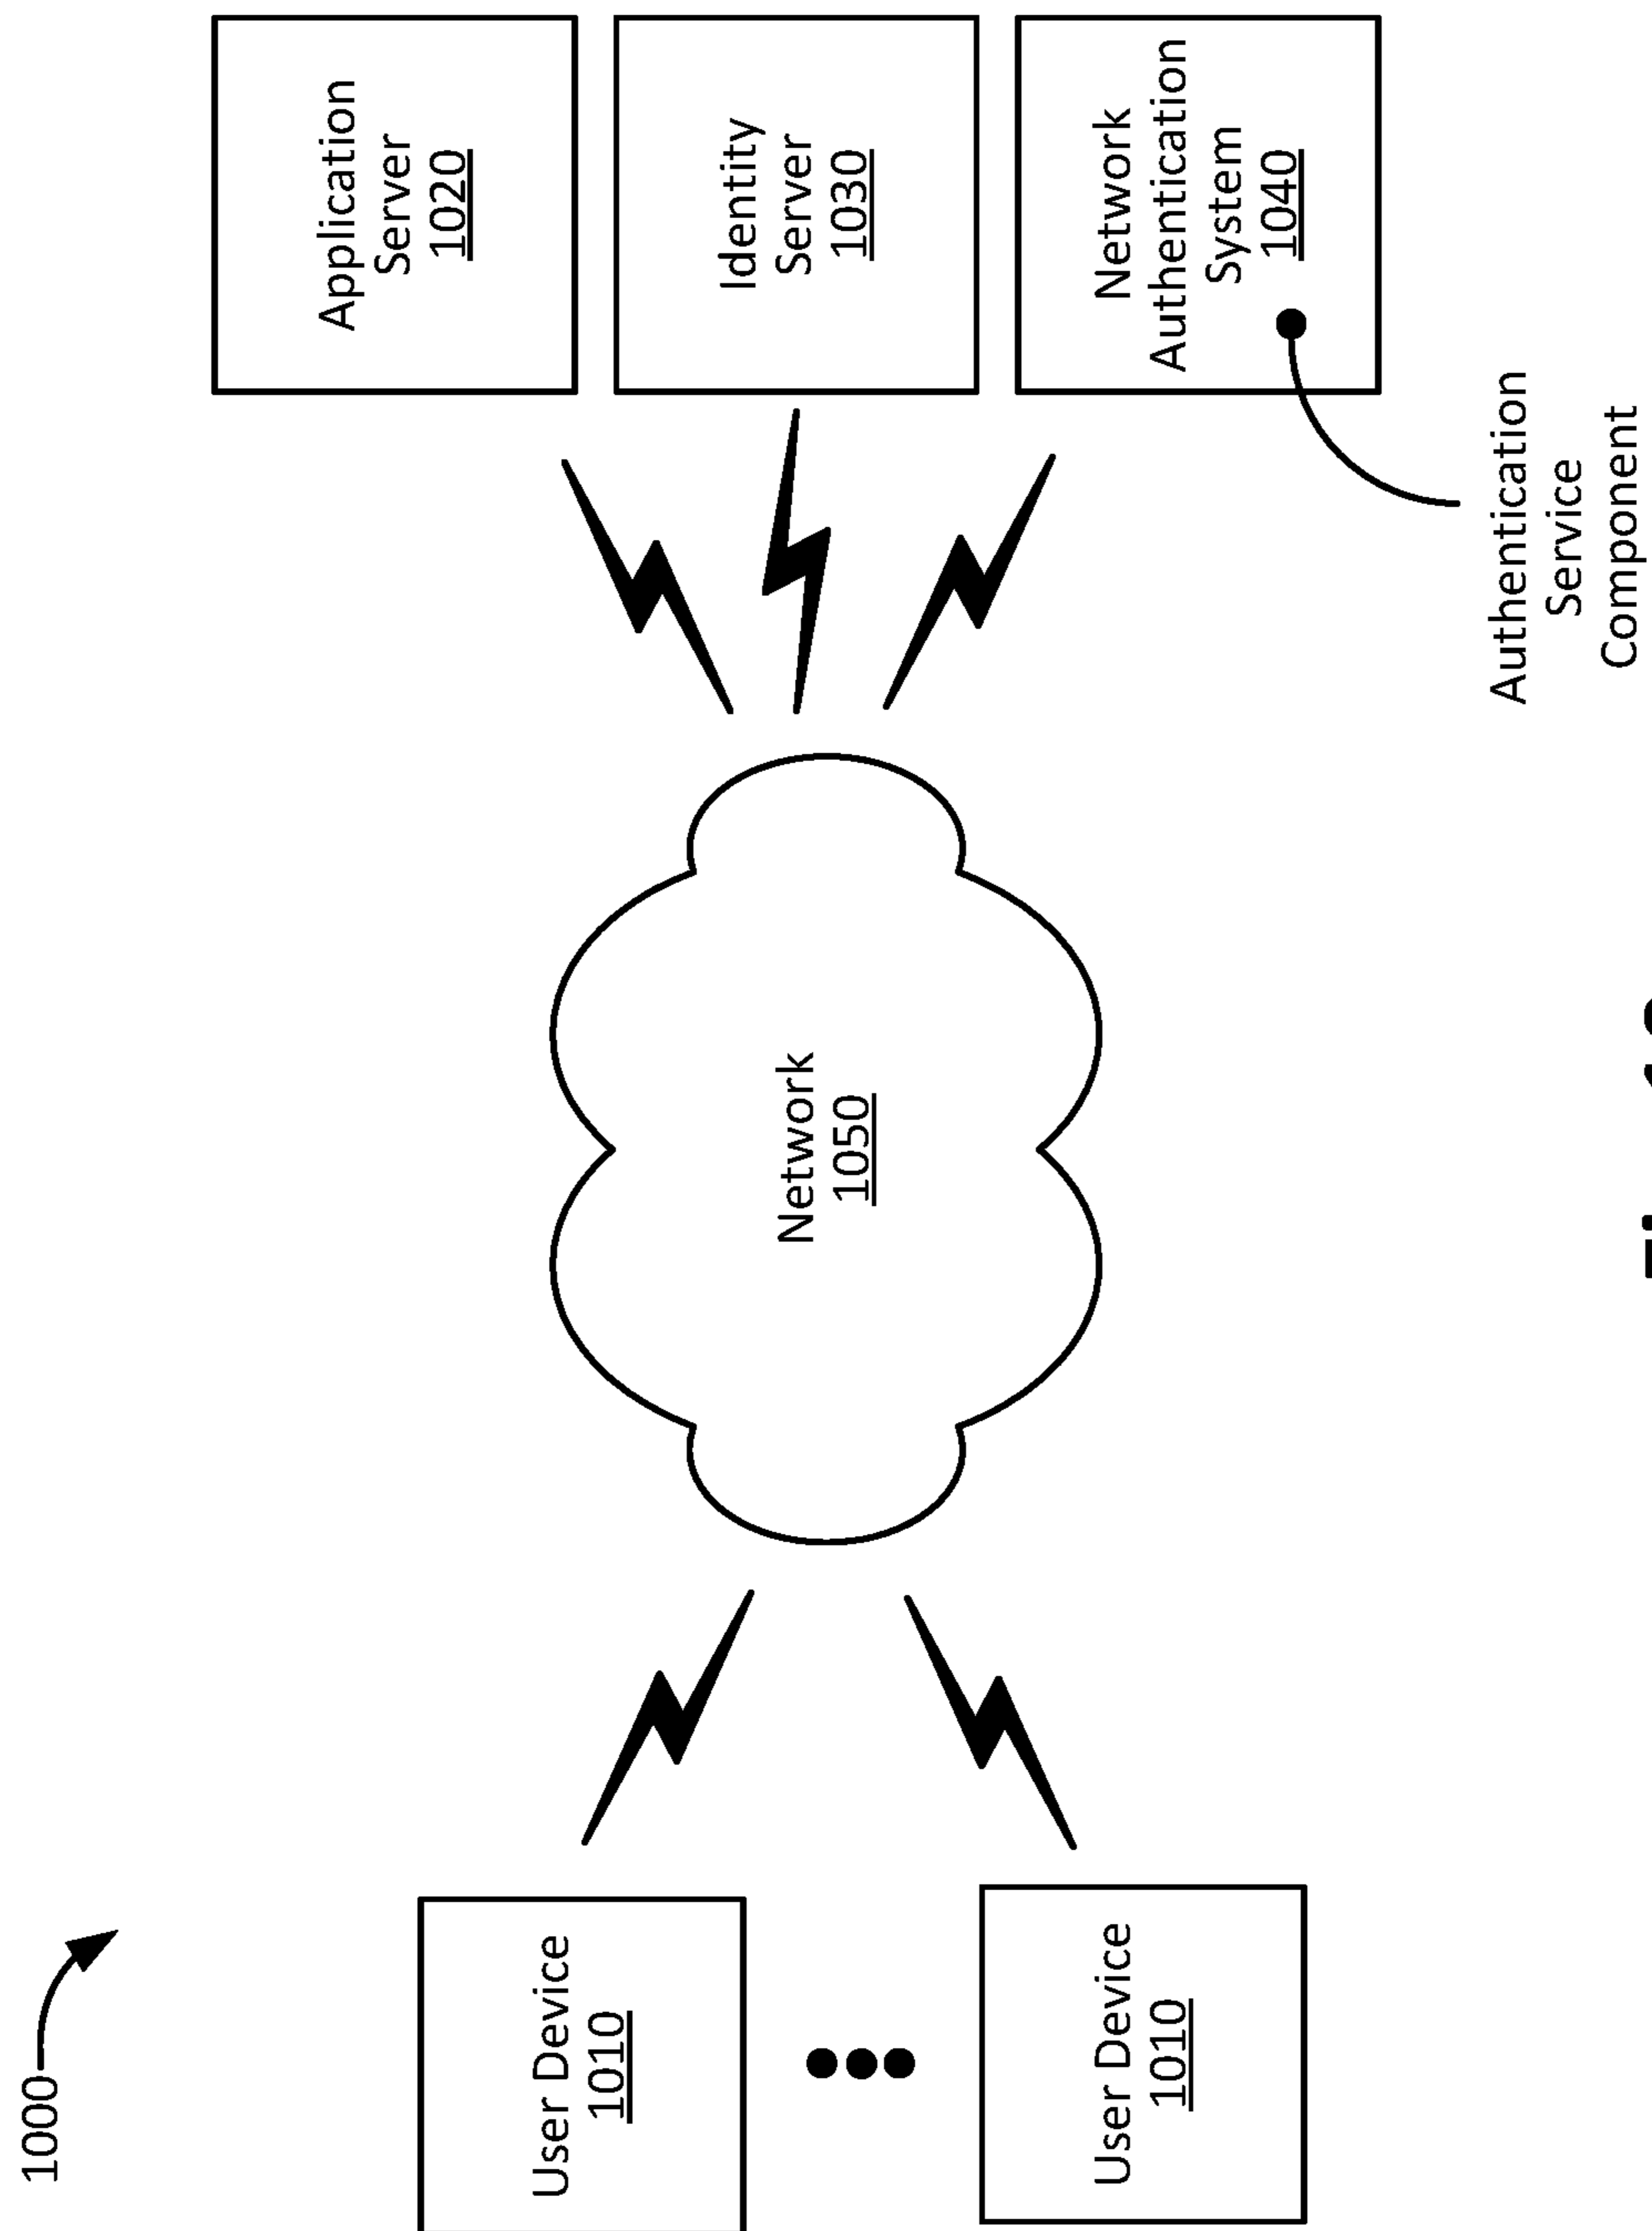 1000
User Device
1010
User Device
1010
Network
1050
Application
Server
1020
Identity
Server
1030
Network
Authentication
System
1040
Authentication
Service
Component